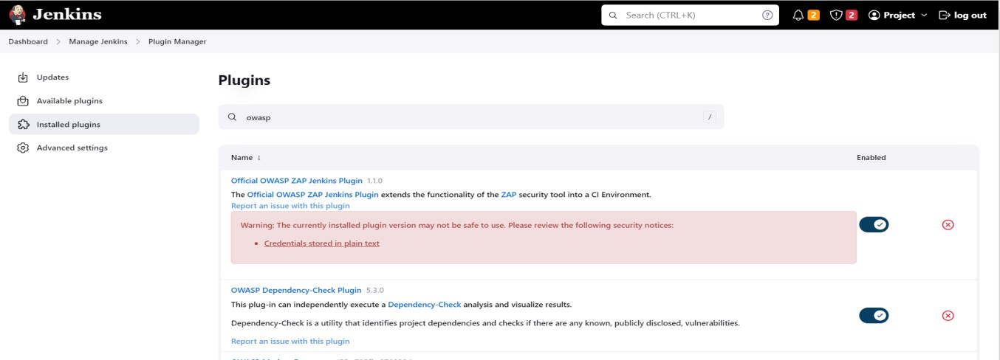 Jenkins
Search (CTRL+K)
?
2
2
Project
log out
Dashboard > Manage Jenkins > Plugin Manager
Updates
Available plugins
Installed plugins
Advanced settings
Plugins
owasp
/
Name ↓
Enabled
Official OWASP ZAP Jenkins Plugin 1.1.0
The Official OWASP ZAP Jenkins Plugin extends the functionality of the ZAP security tool into a CI Environment.
Report an issue with this plugin
Warning: The currently installed plugin version may not be safe to use. Please review the following security notices:
• Credentials stored in plain text
OWASP Dependency-Check Plugin 5.3.0
This plug-in can independently execute a Dependency-Check analysis and visualize results.
Dependency-Check is a utility that identifies project dependencies and checks if there are any known, publicly disclosed, vulnerabilities.
Report an issue with this plugin